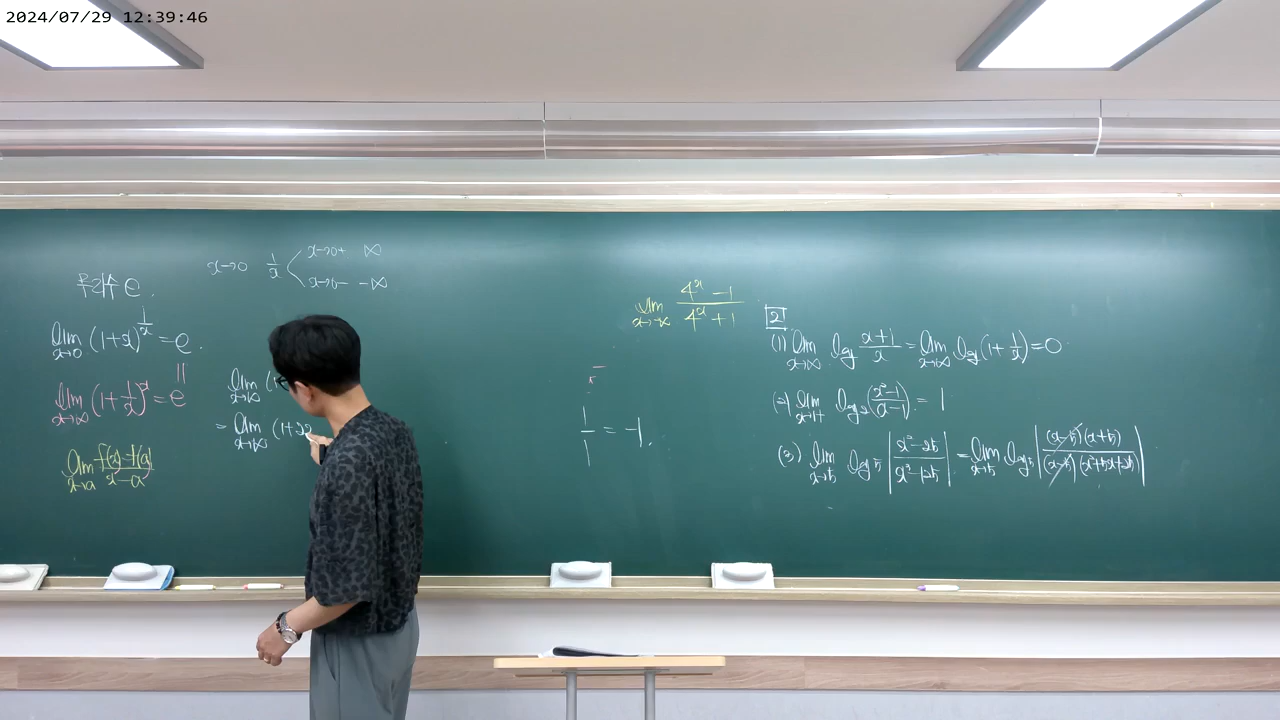 2024/07/29 12:39:46
무리수 e.
x→0 1/x < x→0+ ∞
x→0- -∞
lim x→0 (1+x)^(1/x) = e.
=
lim x→∞ (1+1/x)^x = e
lim x→a (f(x)-f(a))/(x-a)
lim x→∞ (1
= lim x→∞ (1+
lim x→-∞ (4^x -1)/(4^x +1)
1/1 = -1.
2
(1) lim x→∞ log (x+1)/x = lim x→∞ log(1+1/x) = 0
(2) lim x→1+ log₂((x²-1)/(x-1)) = 1
(3) lim x→5 log₅ |(x²-25)/(x³-125)| = lim x→5 log₅ |(x-5)(x+5)/(x-5)(x²+5x+25)|